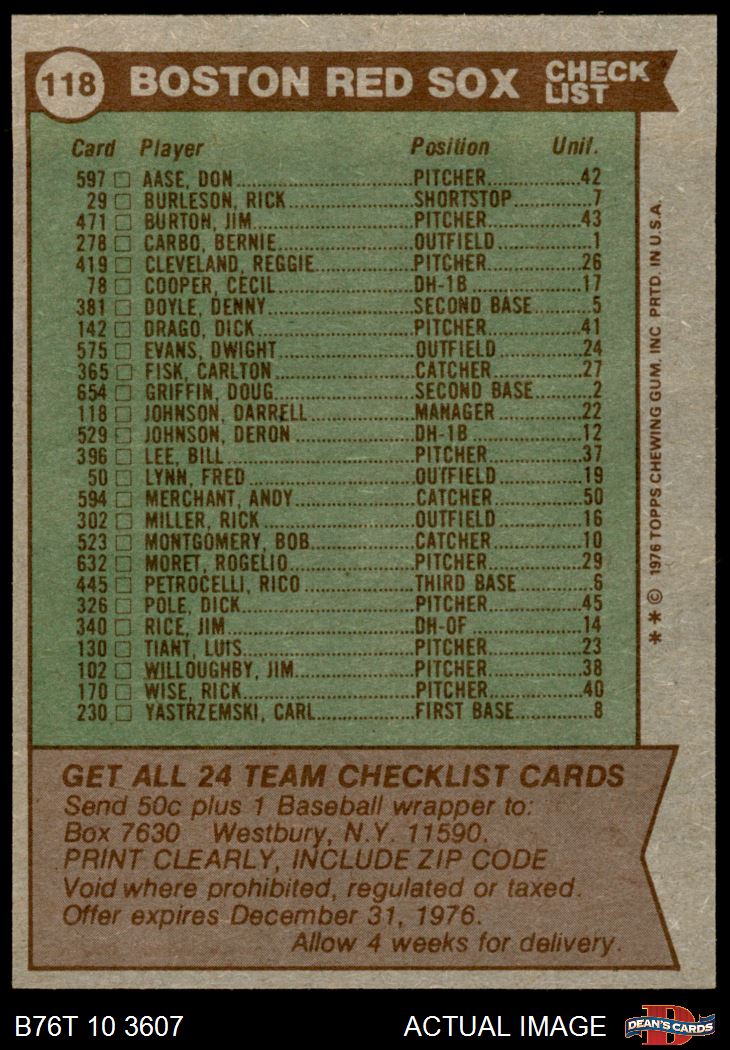 118 BOSTON RED SOX CHECK LIST
Card Player Position Unif.
597 □ AASE, DON PITCHER 42
29 □ BURLESON, RICK SHORTSTOP 7
471 □ BURTON, JIM PITCHER 43
278 □ CARBO, BERNIE OUTFIELD 1
419 □ CLEVELAND, REGGIE PITCHER 26
78 □ COOPER, CECIL DH-1B 17
381 □ DOYLE, DENNY SECOND BASE 5
142 □ DRAGO, DICK PITCHER 41
575 □ EVANS, DWIGHT OUTFIELD 24
365 □ FISK, CARLTON CATCHER 27
654 □ GRIFFIN, DOUG SECOND BASE 2
118 □ JOHNSON, DARRELL MANAGER 22
529 □ JOHNSON, DERON DH-1B 12
396 □ LEE, BILL PITCHER 37
50 □ LYNN, FRED OUTFIELD 19
594 □ MERCHANT, ANDY CATCHER 50
302 □ MILLER, RICK OUTFIELD 16
523 □ MONTGOMERY, BOB CATCHER 10
632 □ MORET, ROGELIO PITCHER 29
445 □ PETROCELLI, RICO THIRD BASE 6
326 □ POLE, DICK PITCHER 45
340 □ RICE, JIM DH-OF 14
130 □ TIANT, LUIS PITCHER 23
102 □ WILLOUGHBY, JIM PITCHER 38
170 □ WISE, RICK PITCHER 40
230 □ YASTRZEMSKI, CARL FIRST BASE 8
* * © 1976 TOPPS CHEWING GUM, INC PRTD. IN U.S.A.
GET ALL 24 TEAM CHECKLIST CARDS
Send 50c plus 1 Baseball wrapper to:
Box 7630 Westbury, N.Y. 11590.
PRINT CLEARLY, INCLUDE ZIP CODE
Void where prohibited, regulated or taxed.
Offer expires December 31, 1976.
Allow 4 weeks for delivery.
B76T 10 3607 ACTUAL IMAGE D DEAN'S CARDS